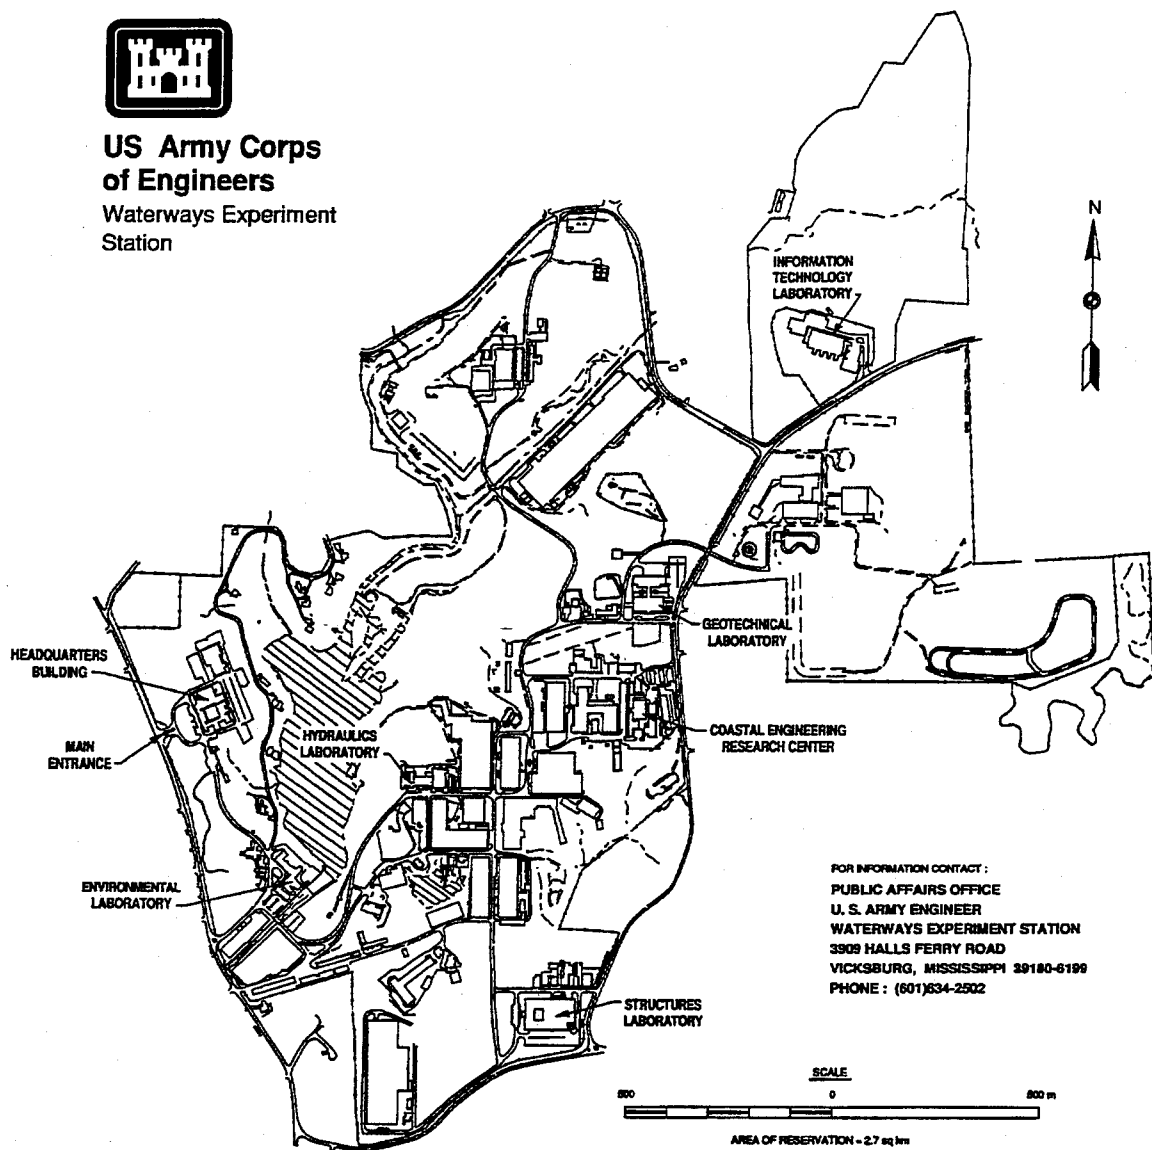 US Army Corps
of Engineers
Waterways Experiment
Station
N
INFORMATION
TECHNOLOGY
LABORATORY
GEOTECHNICAL
LABORATORY
HEADQUARTERS
BUILDING
MAIN
ENTRANCE
HYDRAULICS
LABORATORY
COASTAL ENGINEERING
RESEARCH CENTER
ENVIRONMENTAL
LABORATORY
STRUCTURES
LABORATORY
FOR INFORMATION CONTACT :
PUBLIC AFFAIRS OFFICE
U. S. ARMY ENGINEER
WATERWAYS EXPERIMENT STATION
3909 HALLS FERRY ROAD
VICKSBURG, MISSISSIPPI 39180-6199
PHONE : (601)634-2502
SCALE
500 0 500 m
AREA OF RESERVATION - 2.7 sq km